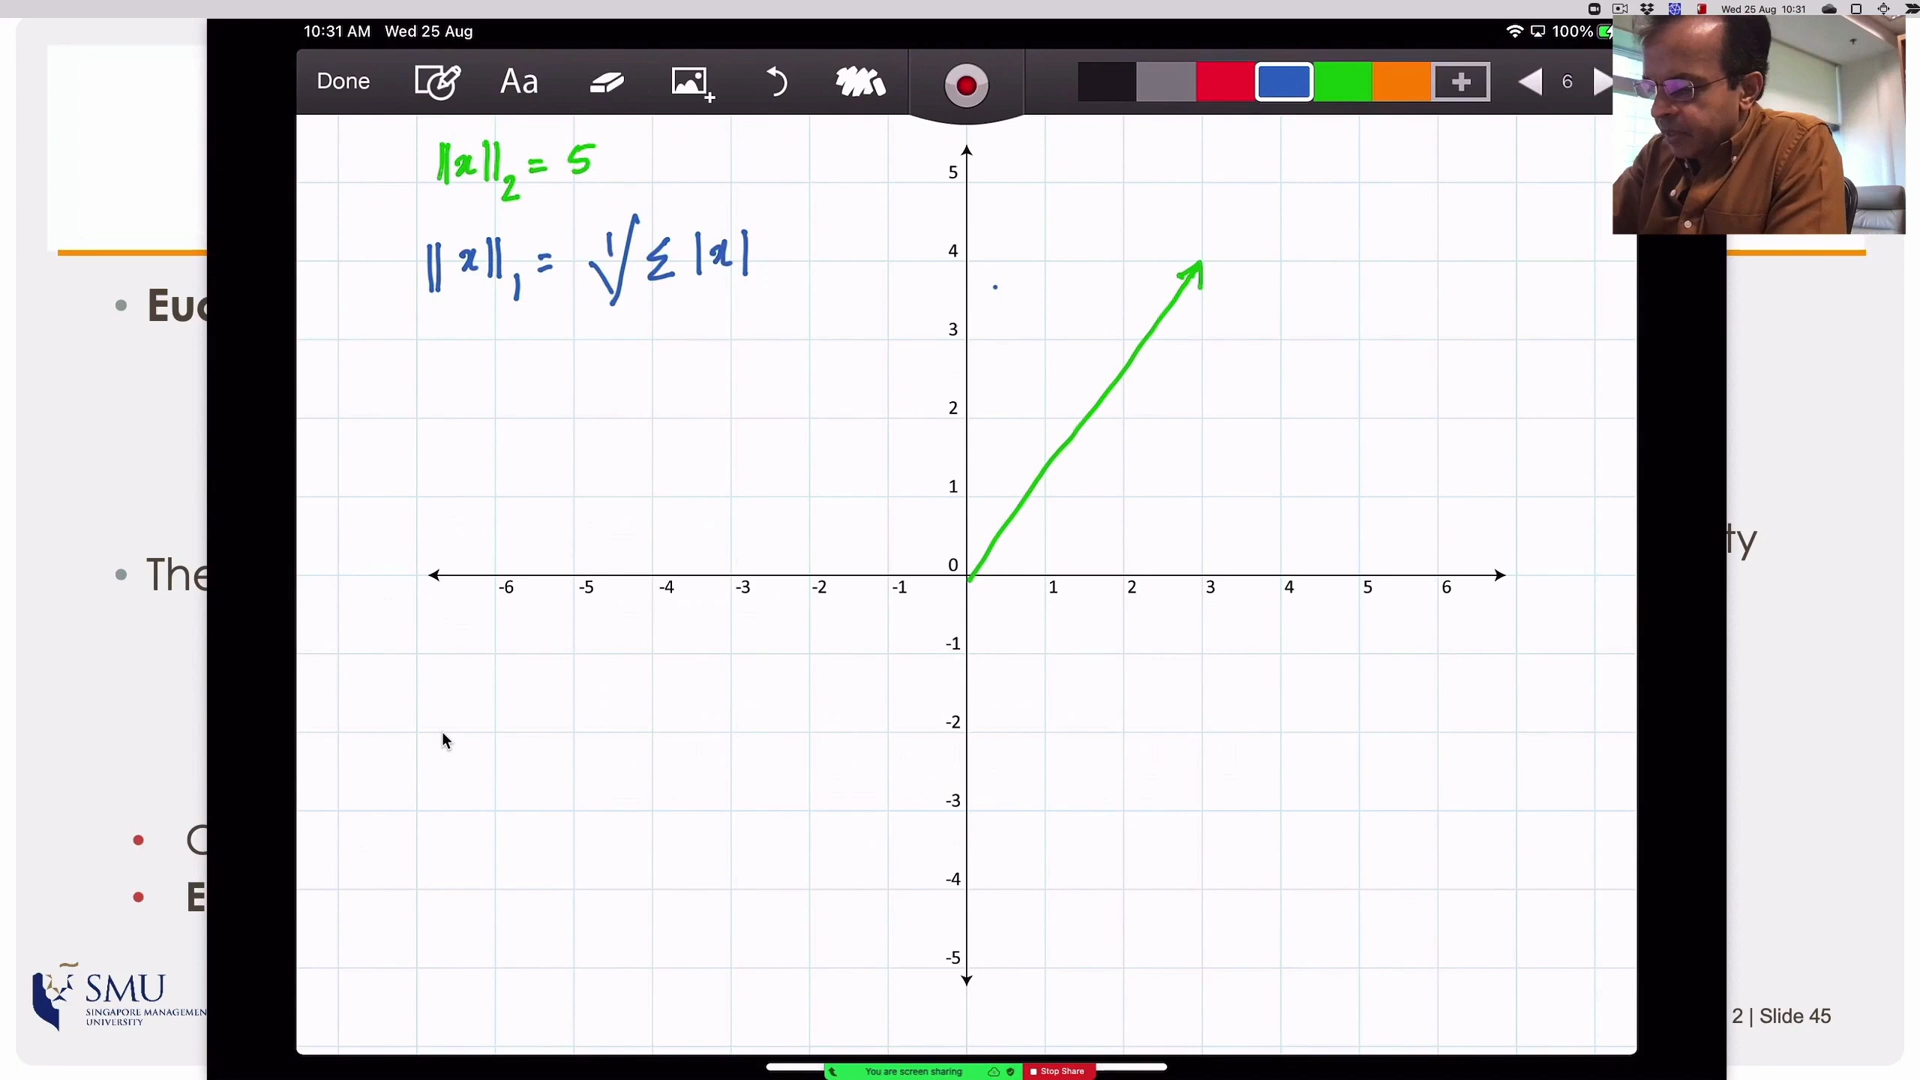 Wed 25 Aug 10:31
10:31 AM Wed 25 Aug
100%
Done
Aa
6
||x||₂ = 5
||x||₁ = ¹√Σ |x|
5
4
3
2
1
0
-6 -5 -4 -3 -2 -1 1 2 3 4 5 6
-1
-2
-3
-4
-5
• Euc
• The
ty
• E
SMU
SINGAPORE MANAGEMEN
UNIVERSITY
2 | Slide 45
You are screen sharing
Stop Share